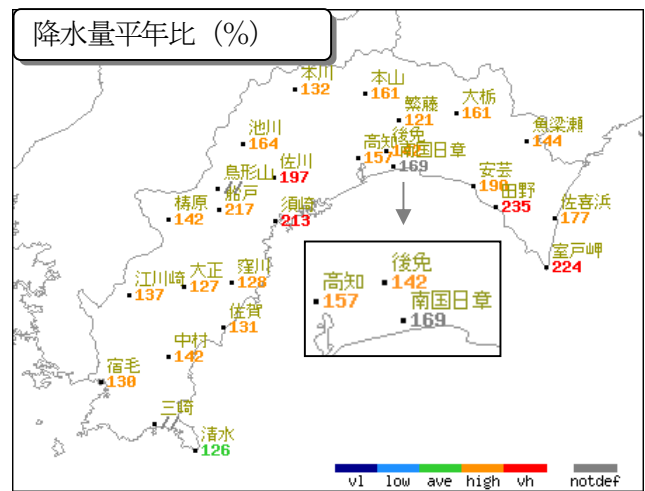 降水量平年比（%）
本川
132
本山
161
繁藤
121
大栃
161
魚梁瀬
144
池川
164
高知
157
後免
南国日章
169
佐川
197
鳥形山
//
船戸
217
安芸
190
田野
235
佐喜浜
177
梼原
142
須崎
213
室戸岬
224
江川崎
137
大正
127
窪川
128
佐賀
131
後免
142
高知
157
南国日章
169
中村
142
宿毛
130
三崎
//
清水
126
vl low ave high vh notdef